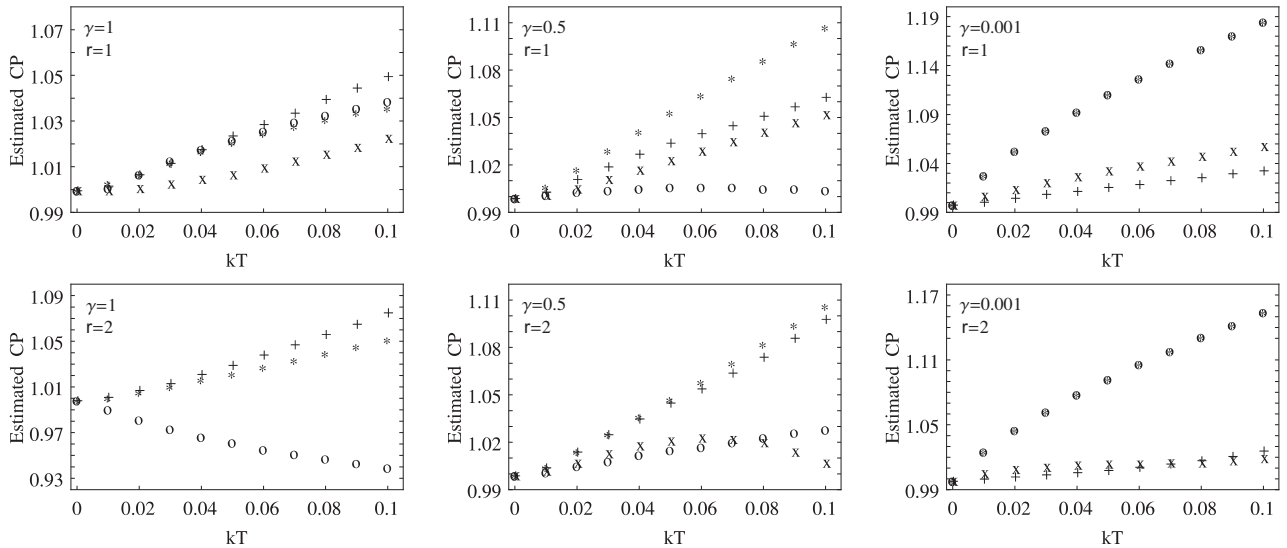 γ=1
r=1
1.07
1.05
1.03
1.01
0.99
Estimated CP
0 0.02 0.04 0.06 0.08 0.1
kT
γ=0.5
r=1
1.11
1.08
1.05
1.02
0.99
Estimated CP
0 0.02 0.04 0.06 0.08 0.1
kT
γ=0.001
r=1
1.19
1.14
1.09
1.04
0.99
Estimated CP
0 0.02 0.04 0.06 0.08 0.1
kT
γ=1
r=2
1.09
1.05
1.01
0.97
0.93
Estimated CP
0 0.02 0.04 0.06 0.08 0.1
kT
γ=0.5
r=2
1.11
1.08
1.05
1.02
0.99
Estimated CP
0 0.02 0.04 0.06 0.08 0.1
kT
γ=0.001
r=2
1.17
1.11
1.05
0.99
Estimated CP
0 0.02 0.04 0.06 0.08 0.1
kT